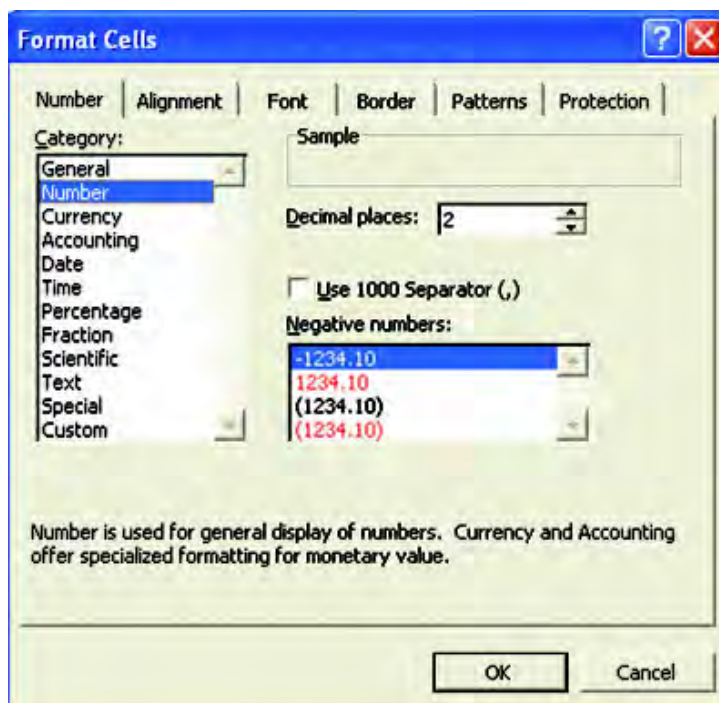 Format Cells
?
Number Alignment Font Border Patterns Protection
Category:
General
Number
Currency
Accounting
Date
Time
Percentage
Fraction
Scientific
Text
Special
Custom
Sample
Decimal places: 2
Use 1000 Separator (,)
Negative numbers:
-1234.10
1234.10
(1234.10)
(1234.10)
Number is used for general display of numbers. Currency and Accounting
offer specialized formatting for monetary value.
OK Cancel